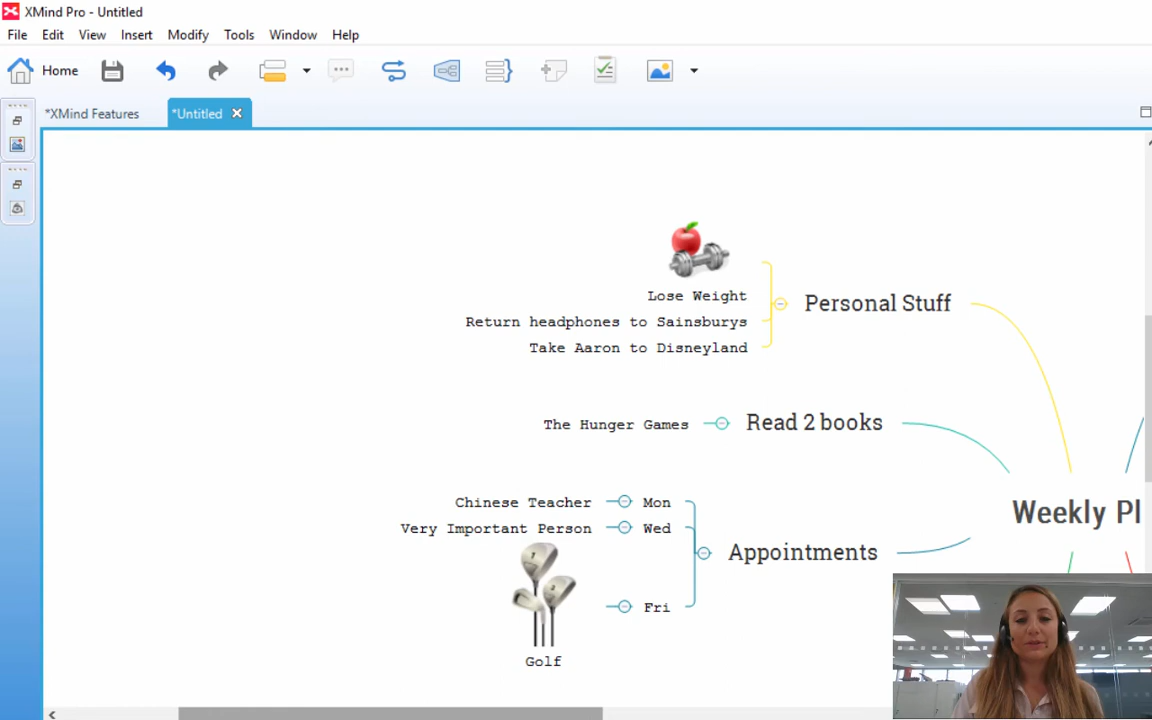 XMind Pro - Untitled
File Edit View Insert Modify Tools Window Help
Home
*XMind Features *Untitled
Lose Weight
Return headphones to Sainsburys
Take Aaron to Disneyland
Personal Stuff
The Hunger Games
Read 2 books
Chinese Teacher Mon
Very Important Person Wed
Appointments
Fri
Golf
Weekly Pl